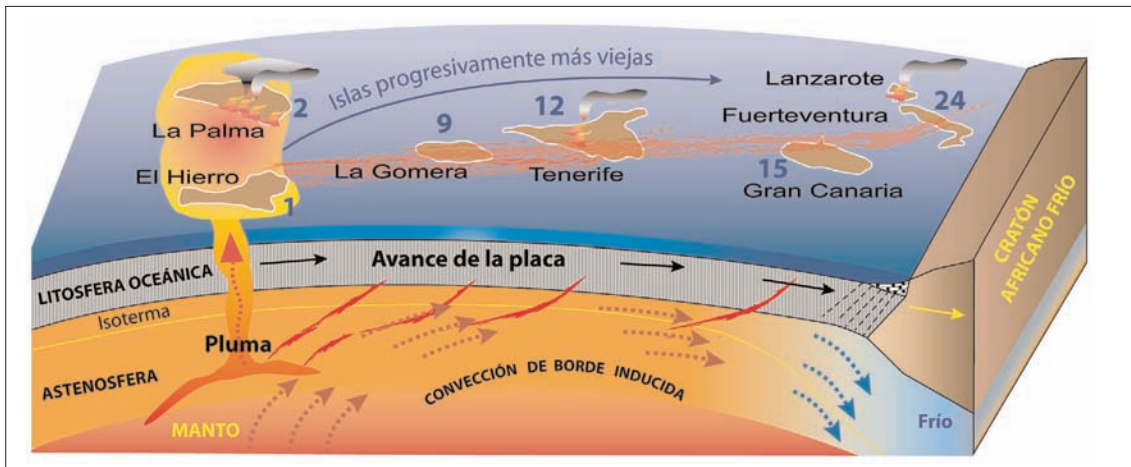 Islas progresivamente más viejas
Lanzarote
24
Fuerteventura
12
2
La Palma
9
El Hierro
La Gomera
Tenerife
15
Gran Canaria
1
CRATÓN
AFRICANO FRÍO
LITOSFERA OCEÁNICA
Avance de la placa
Isoterma
Pluma
ASTENOSFERA
CONVECCIÓN DE BORDE INDUCIDA
MANTO
Frío